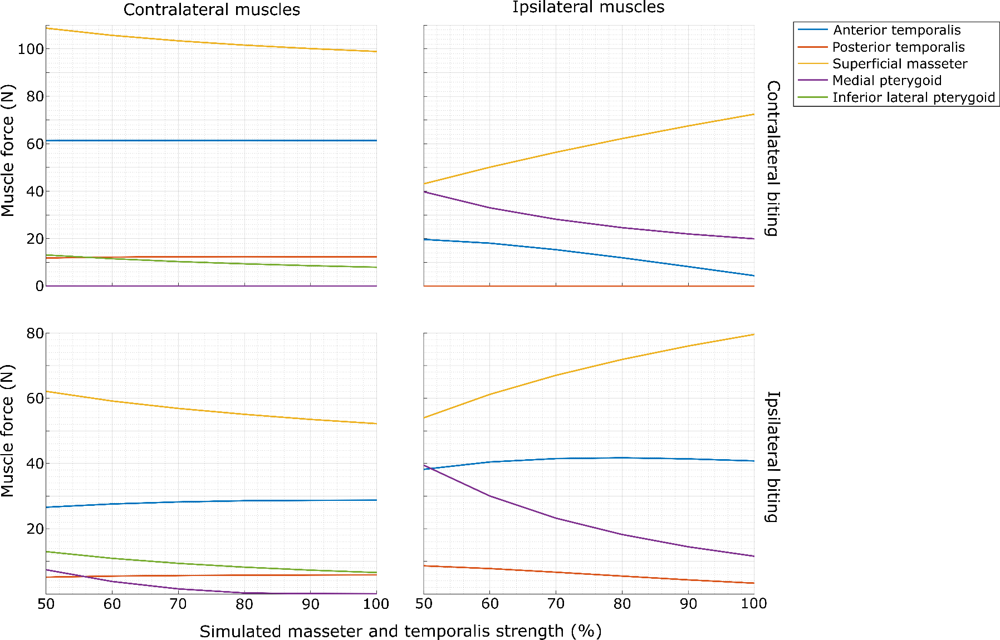 Contralateral muscles
Ipsilateral muscles
Anterior temporalis
Posterior temporalis
Superficial masseter
Medial pterygoid
Inferior lateral pterygoid
100
80
60
40
20
0
Muscle force (N)
Contralateral biting
80
60
40
20
Muscle force (N)
Ipsilateral biting
50 60 70 80 90 100
50 60 70 80 90 100
Simulated masseter and temporalis strength (%)